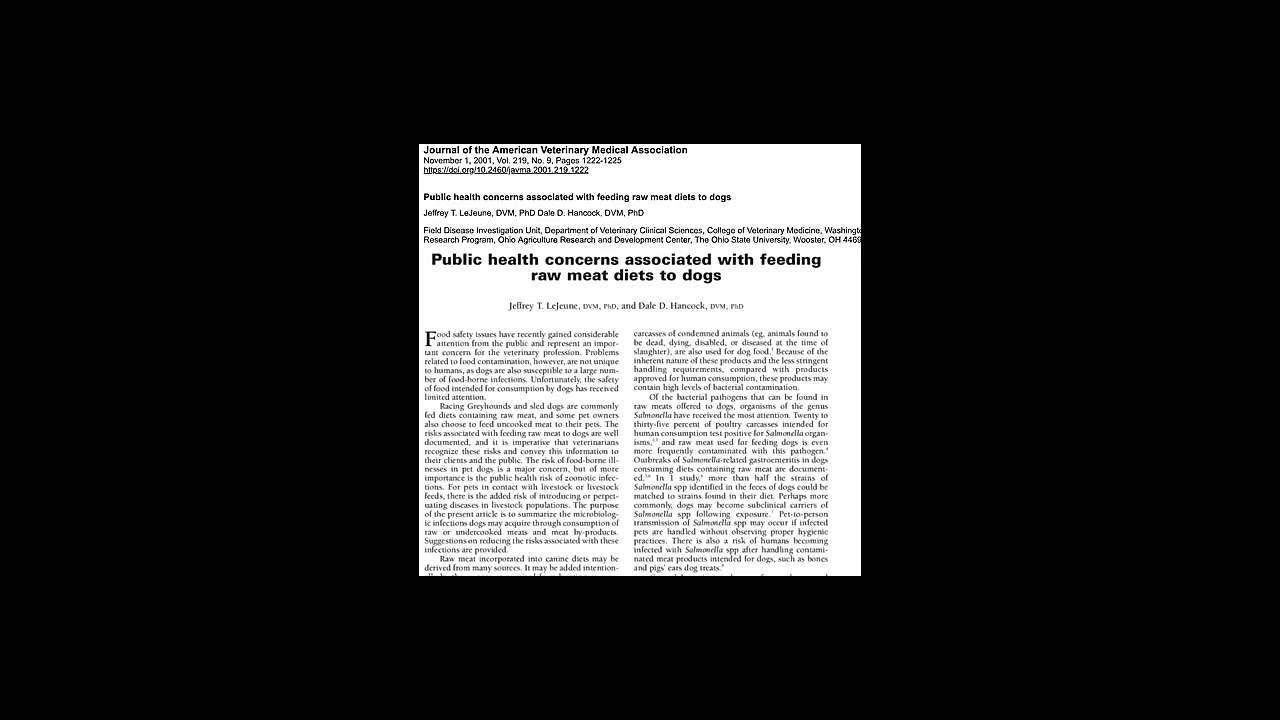 Journal of the American Veterinary Medical Association
November 1, 2001, Vol. 219, No. 9, Pages 1222-1225
https://doi.org/10.2460/javma.2001.219.1222
Public health concerns associated with feeding raw meat diets to dogs
Jeffrey T. LeJeune, DVM, PhD Dale D. Hancock, DVM, PhD
Field Disease Investigation Unit, Department of Veterinary Clinical Sciences, College of Veterinary Medicine, Washingto
Research Program, Ohio Agriculture Research and Development Center, The Ohio State University, Wooster, OH 4469
Public health concerns associated with feeding
raw meat diets to dogs
Jeffrey T. LeJeune, DVM, PhD, and Dale D. Hancock, DVM, PhD
Food safety issues have recently gained considerable
attention from the public and represent an impor-
tant concern for the veterinary profession. Problems
related to food contamination, however, are not unique
to humans, as dogs are also susceptible to a large num-
ber of food-borne infections. Unfortunately, the safety
of food intended for consumption by dogs has received
limited attention.
Racing Greyhounds and sled dogs are commonly
fed diets containing raw meat, and some pet owners
also choose to feed uncooked meat to their pets. The
risks associated with feeding raw meat to dogs are well
documented, and it is imperative that veterinarians
recognize these risks and convey this information to
their clients and the public. The risk of food-borne ill-
nesses in pet dogs is a major concern, but of more
importance is the public health risk of zoonotic infec-
tions. For pets in contact with livestock or livestock
feeds, there is the added risk of introducing or perpet-
uating diseases in livestock populations. The purpose
of the present article is to summarize the microbiolog-
ic infections dogs may acquire through consumption of
raw or undercooked meats and meat by-products.
Suggestions on reducing the risks associated with these
infections are provided.
Raw meat incorporated into canine diets may be
derived from many sources. It may be added intention-
carcasses of condemned animals (eg, animals found to
be dead, dying, disabled, or diseased at the time of
slaughter), are also used for dog food.1 Because of the
inherent nature of these products and the less stringent
handling requirements, compared with products
approved for human consumption, these products may
contain high levels of bacterial contamination.
Of the bacterial pathogens that can be found in
raw meats offered to dogs, organisms of the genus
Salmonella have received the most attention. Twenty to
thirty-five percent of poultry carcasses intended for
human consumption test positive for Salmonella organ-
isms,2,3 and raw meat used for feeding dogs is even
more frequently contaminated with this pathogen.4
Outbreaks of Salmonella-related gastroenteritis in dogs
consuming diets containing raw meat are document-
ed.5,6 In 1 study,6 more than half the strains of
Salmonella spp identified in the feces of dogs could be
matched to strains found in their diet. Perhaps more
commonly, dogs may become subclinical carriers of
Salmonella spp following exposure.7 Pet-to-person
transmission of Salmonella spp may occur if infected
pets are handled without observing proper hygienic
practices. There is also a risk of humans becoming
infected with Salmonella spp after handling contami-
nated meat products intended for dogs, such as bones
and pigs' ears dog treats.8